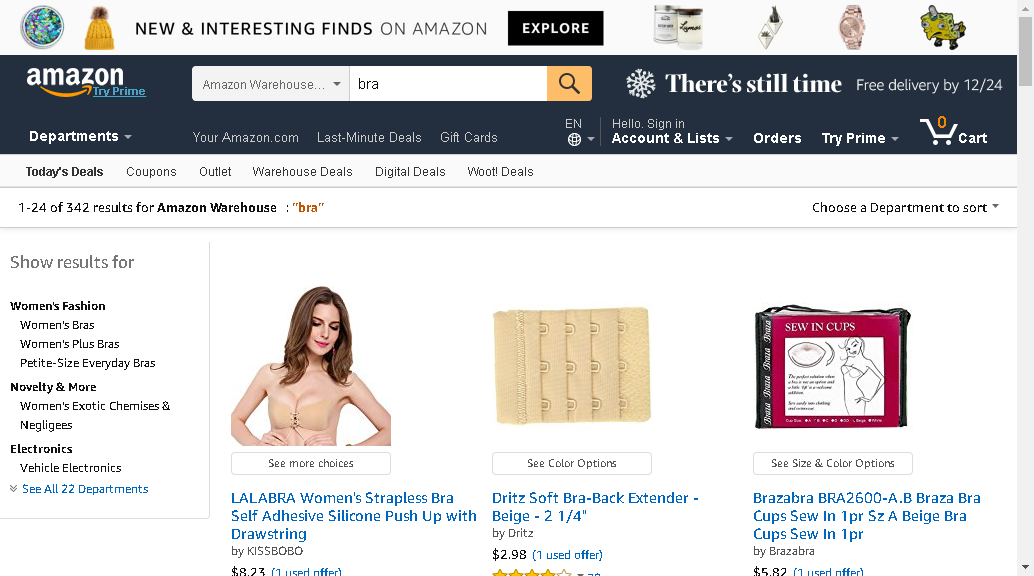 NEW & INTERESTING FINDS ON AMAZON
EXPLORE
amazon
Try Prime
Amazon Warehouse...
bra
There's still time
Free delivery by 12/24
Departments
Your Amazon.com
Last-Minute Deals
Gift Cards
EN
Hello. Sign in
Account & Lists
Orders
Try Prime
0
Cart
Today's Deals
Coupons
Outlet
Warehouse Deals
Digital Deals
Woot! Deals
1-24 of 342 results for Amazon Warehouse : "bra"
Choose a Department to sort
Show results for
Women's Fashion
Women's Bras
Women's Plus Bras
Petite-Size Everyday Bras
Novelty & More
Women's Exotic Chemises &
Negligees
Electronics
Vehicle Electronics
See All 22 Departments
See more choices
LALABRA Women's Strapless Bra
Self Adhesive Silicone Push Up with
Drawstring
by KISSBOBO
$8.23 (1 used offer)
See Color Options
Dritz Soft Bra-Back Extender -
Beige - 2 1/4"
by Dritz
$2.98 (1 used offer)
SEW IN CUPS
Braza Braza Braza
See Size & Color Options
Brazabra BRA2600-A.B Braza Bra
Cups Sew In 1pr Sz A Beige Bra
Cups Sew In 1pr
by Brazabra
$5.82 (1 used offer)